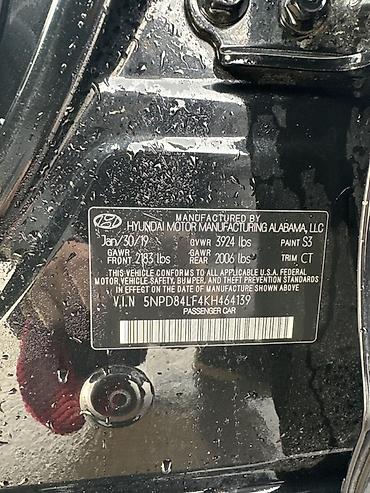 MANUFACTURED BY
HYUNDAI MOTOR MANUFACTURING ALABAMA, LLC
Jan/30/19 GVWR 3924 lbs PAINT S3
GAWR FRONT 2183 lbs GAWR REAR 2006 lbs TRIM CT
THIS VEHICLE CONFORMS TO ALL APPLICABLE FEDERAL
MOTOR VEHICLE SAFETY, BUMPER, AND THEFT PREVENTION STANDARDS
IN EFFECT ON THE DATE OF MANUFACTURE SHOWN ABOVE.
V.I.N 5NPD84LF4KH464139
PASSENGER CAR